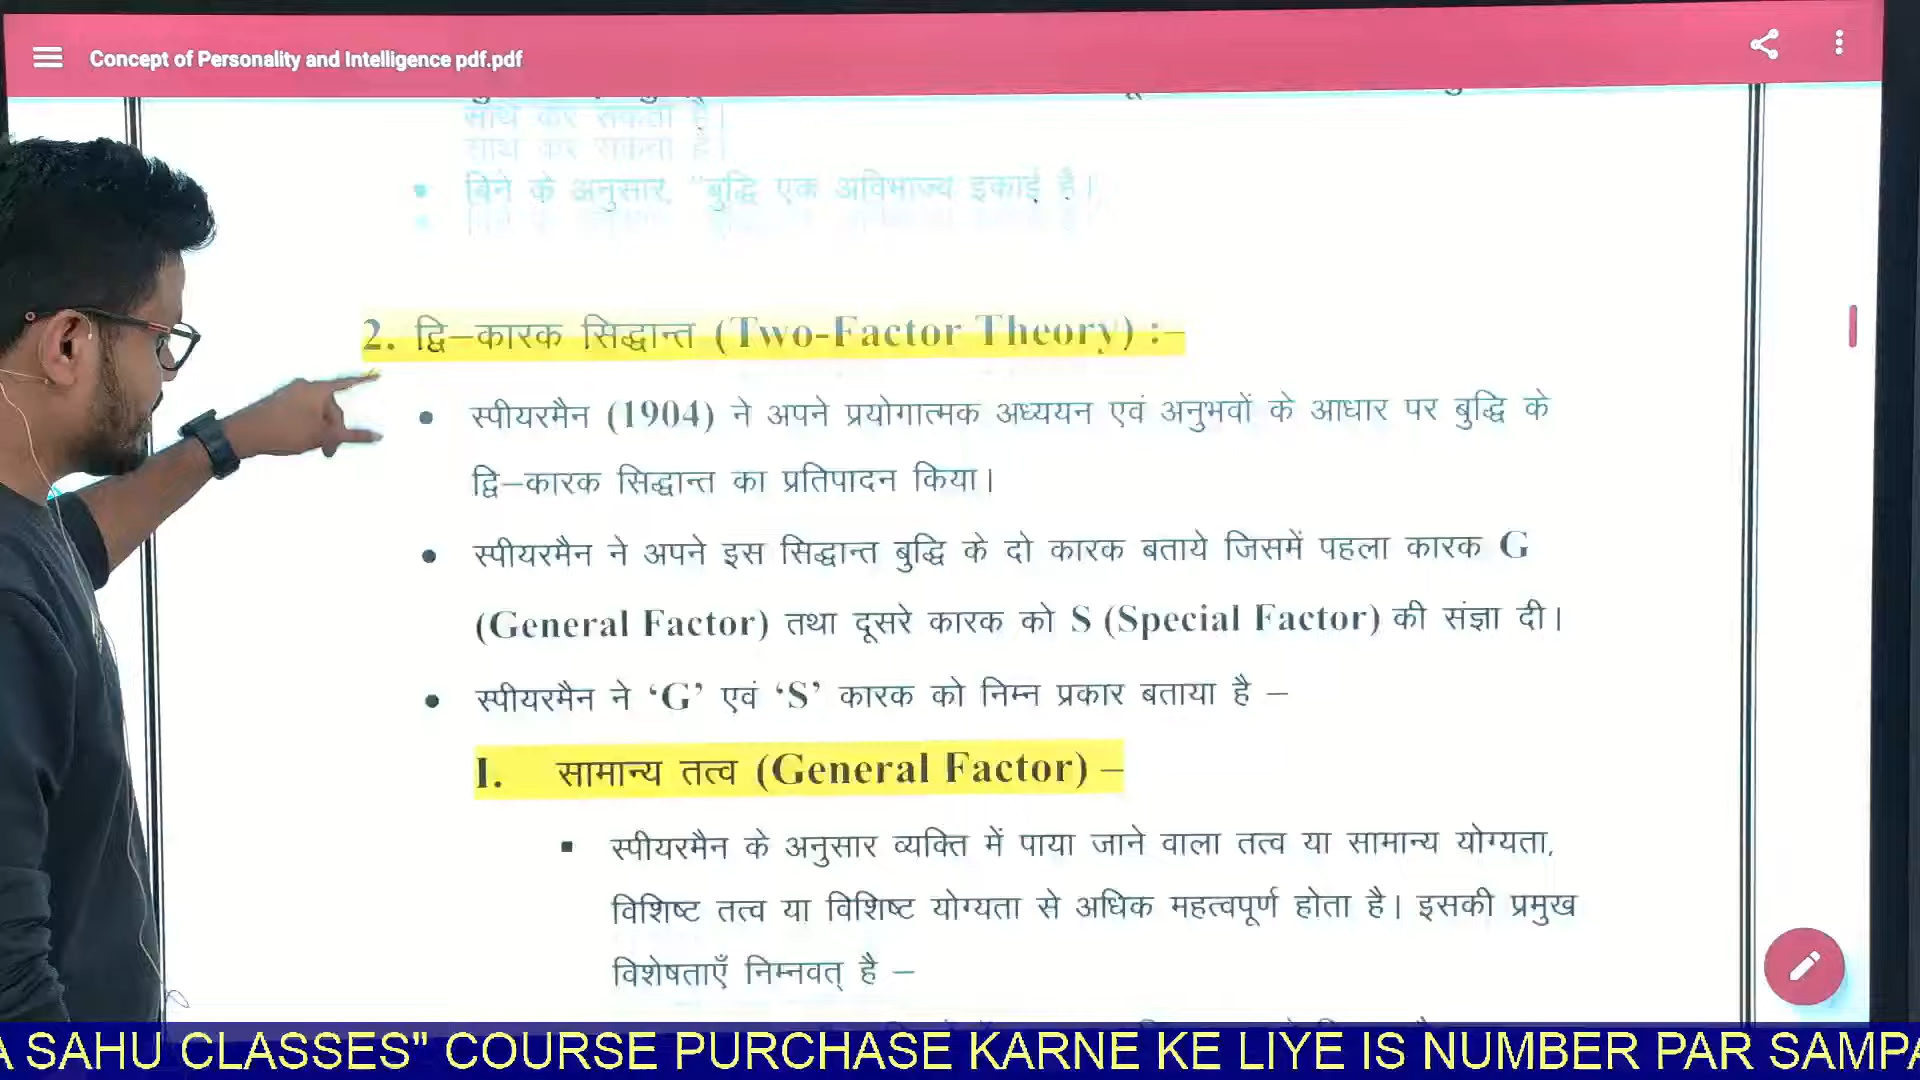 Concept of Personality and Intelligence pdf.pdf
साथ कर सकता है।
बिने के अनुसार, "बुद्धि एक अविभाज्य इकाई है।
2. द्वि–कारक सिद्धान्त (Two-Factor Theory) :–
स्पीयरमैन (1904) ने अपने प्रयोगात्मक अध्ययन एवं अनुभवों के आधार पर बुद्धि के
द्वि–कारक सिद्धान्त का प्रतिपादन किया।
स्पीयरमैन ने अपने इस सिद्धान्त बुद्धि के दो कारक बताये जिसमें पहला कारक G
(General Factor) तथा दूसरे कारक को S (Special Factor) की संज्ञा दी।
स्पीयरमैन ने ‘G’ एवं ‘S’ कारक को निम्न प्रकार बताया है –
I. सामान्य तत्व (General Factor) –
स्पीयरमैन के अनुसार व्यक्ति में पाया जाने वाला तत्व या सामान्य योग्यता,
विशिष्ट तत्व या विशिष्ट योग्यता से अधिक महत्वपूर्ण होता है। इसकी प्रमुख
विशेषताएँ निम्नवत् है –
A SAHU CLASSES" COURSE PURCHASE KARNE KE LIYE IS NUMBER PAR SAMPA